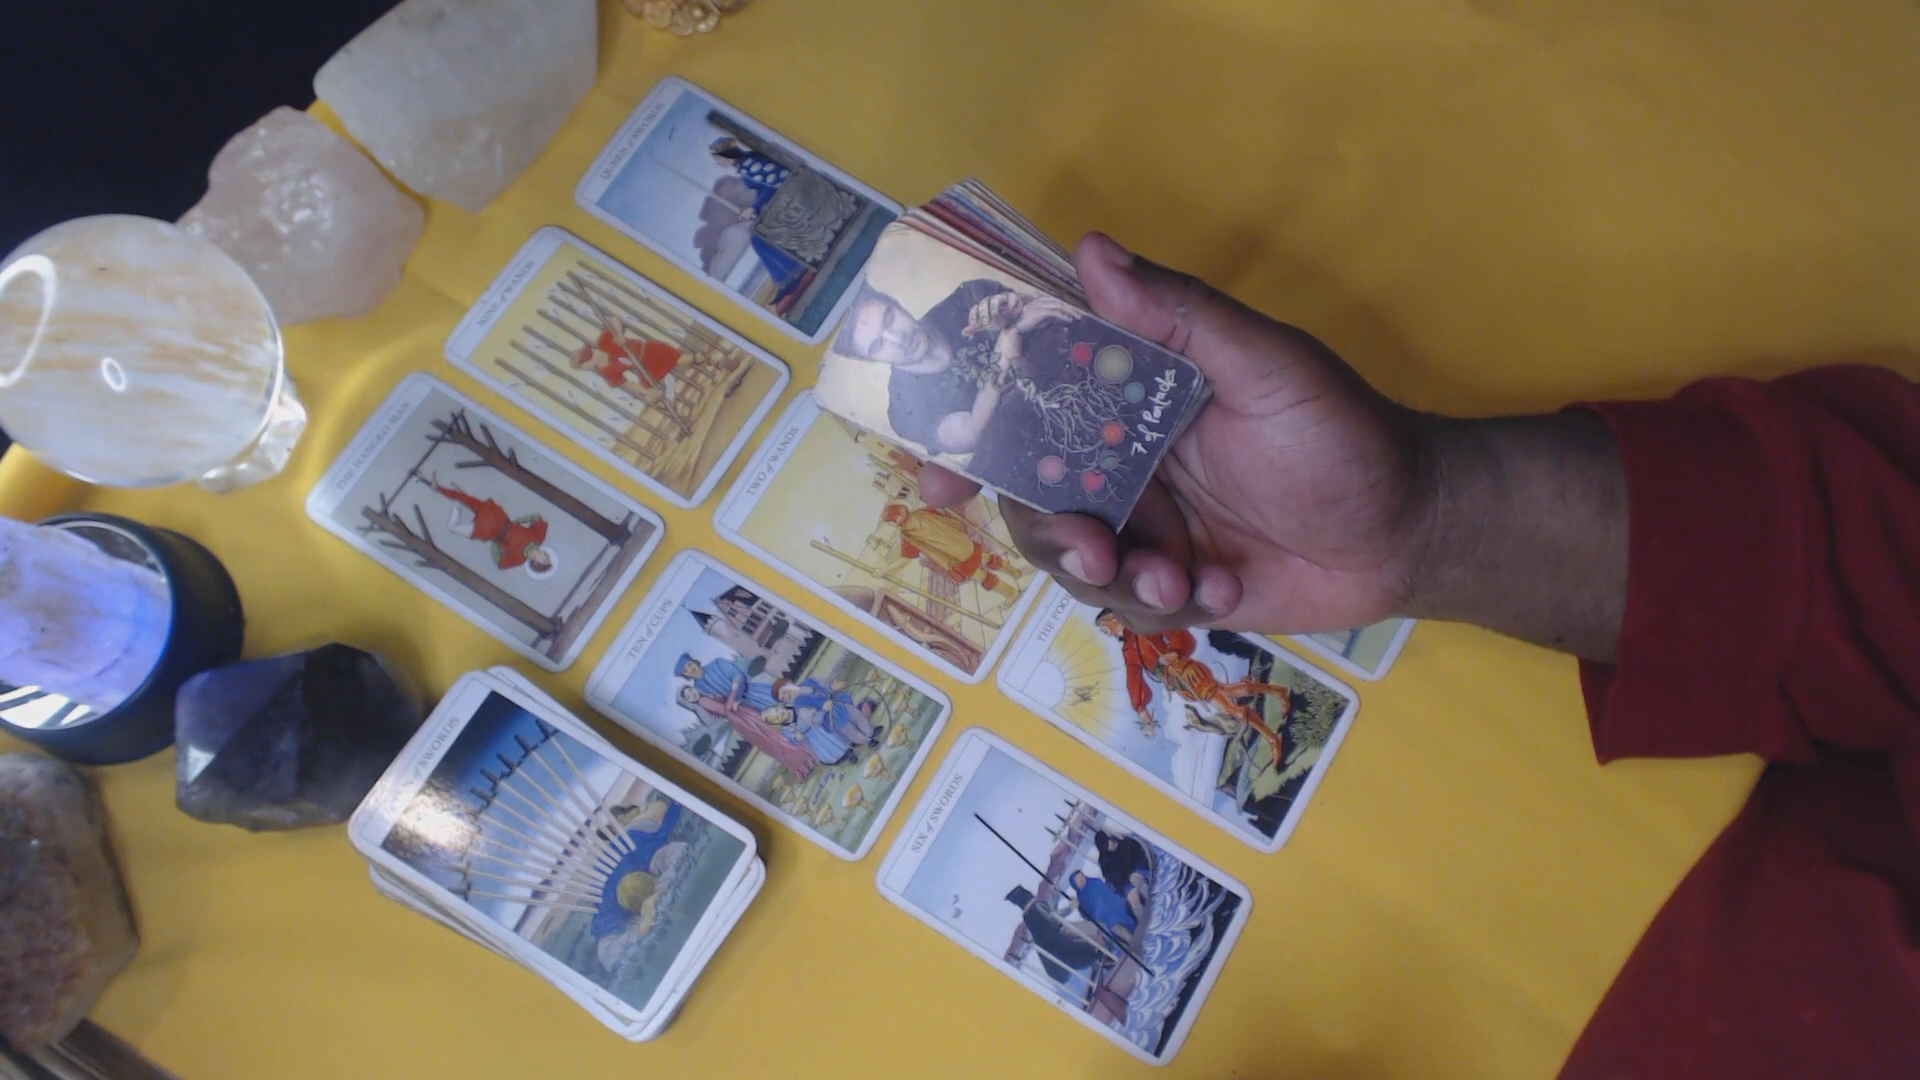 QUEEN of SWORDS
NINE of WANDS
THE HANGED MAN
TWO of WANDS
7 of Pentacles
TEN of CUPS
THE FOO
of SWORDS
SIX of SWORDS